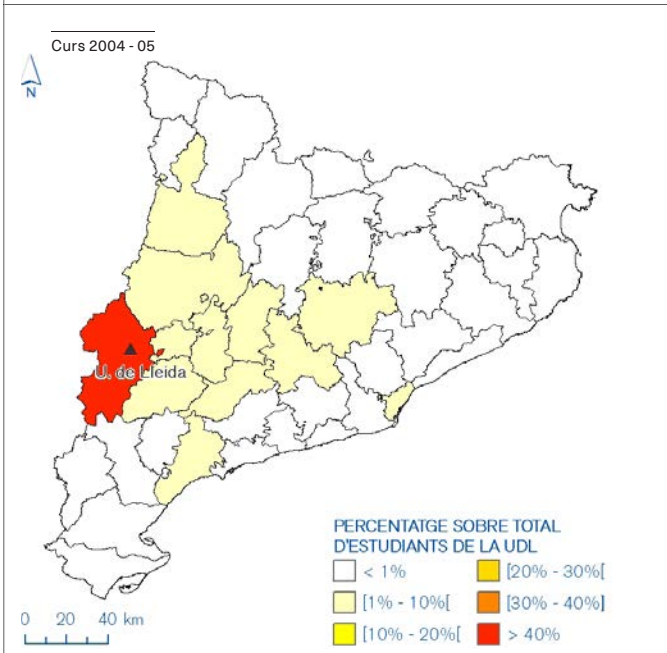 Curs 2004 - 05
N
U. de Lleida
PERCENTATGE SOBRE TOTAL
D'ESTUDIANTS DE LA UDL
< 1%
[20% - 30%[
[1% - 10%[
[30% - 40%]
[10% - 20%[
> 40%
0 20 40 km